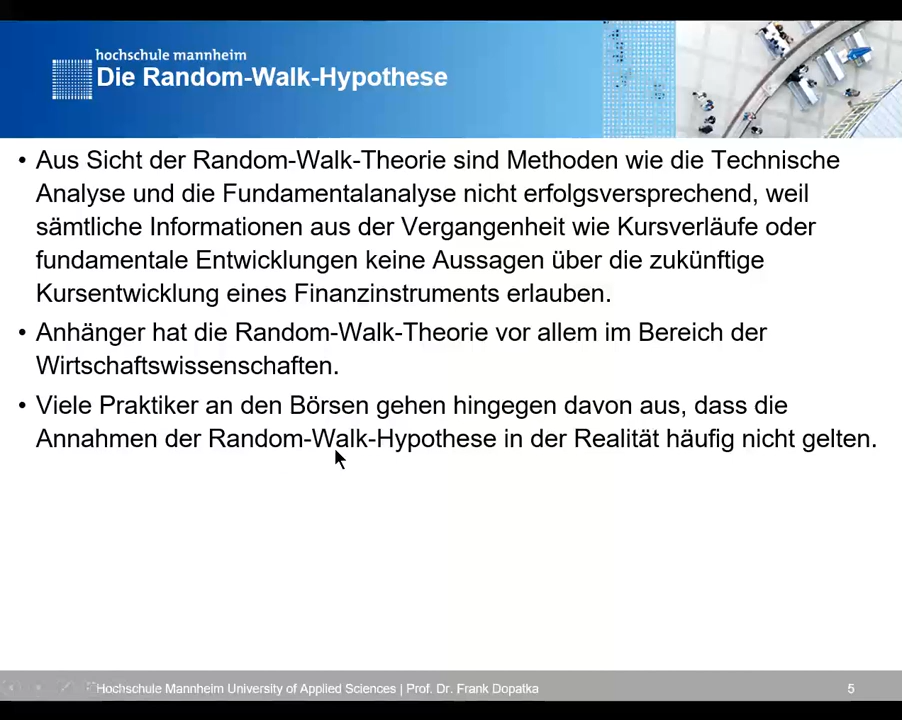 hochschule mannheim
Die Random-Walk-Hypothese
• Aus Sicht der Random-Walk-Theorie sind Methoden wie die Technische
Analyse und die Fundamentalanalyse nicht erfolgsversprechend, weil
sämtliche Informationen aus der Vergangenheit wie Kursverläufe oder
fundamentale Entwicklungen keine Aussagen über die zukünftige
Kursentwicklung eines Finanzinstruments erlauben.
• Anhänger hat die Random-Walk-Theorie vor allem im Bereich der
Wirtschaftswissenschaften.
• Viele Praktiker an den Börsen gehen hingegen davon aus, dass die
Annahmen der Random-Walk-Hypothese in der Realität häufig nicht gelten.
Hochschule Mannheim University of Applied Sciences | Prof. Dr. Frank Dopatka
5